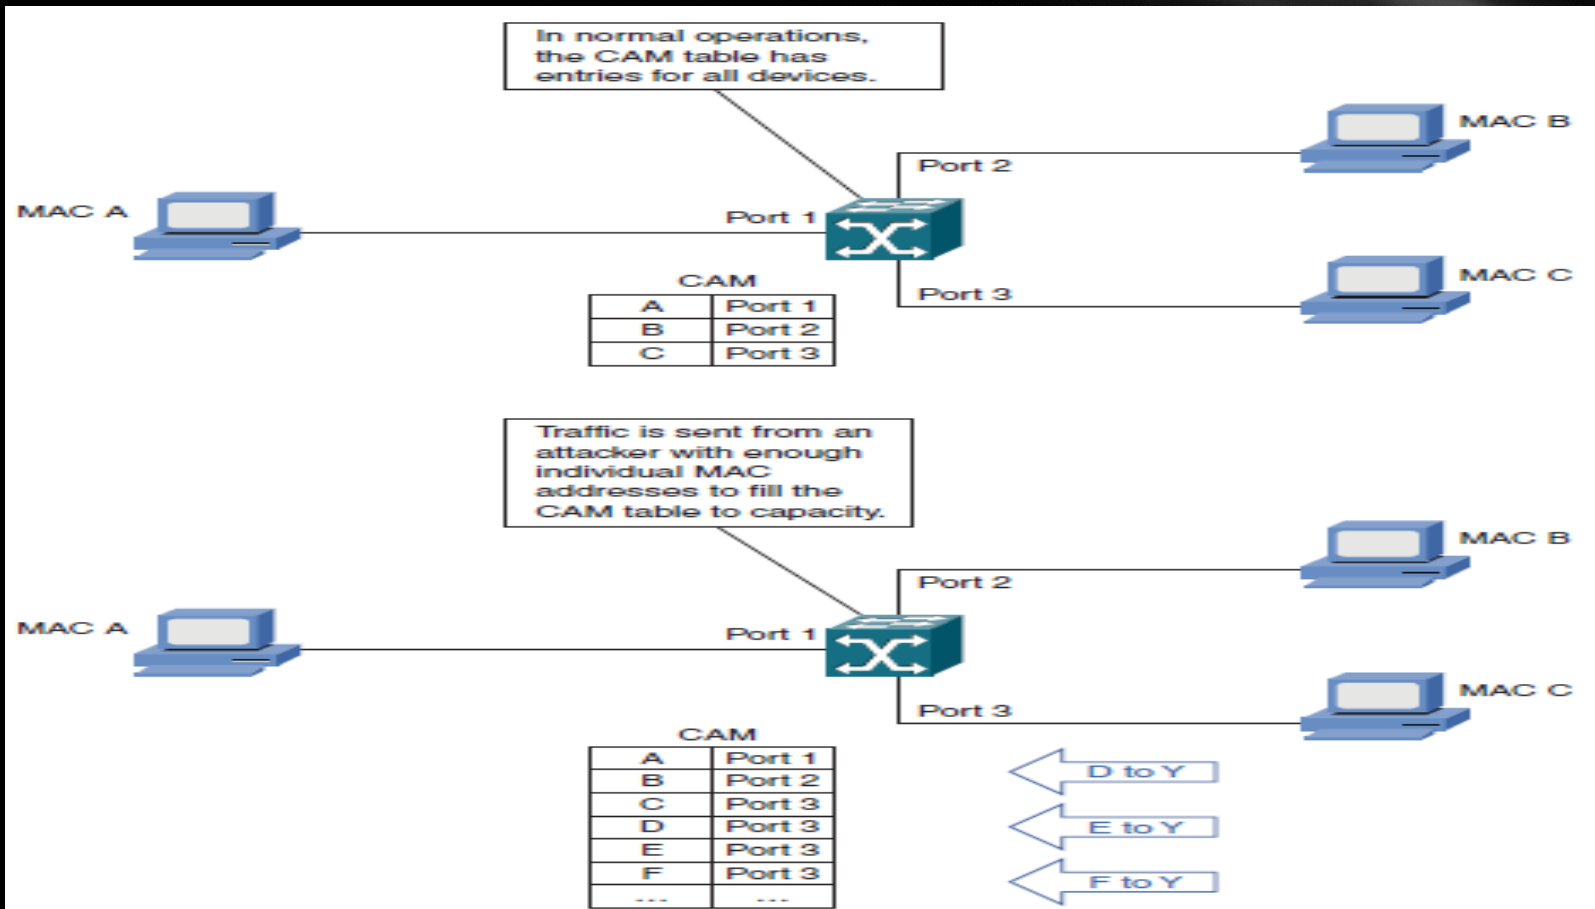 In normal operations,
the CAM table has
entries for all devices.
MAC B
Port 2
MAC A
Port 1
MAC C
Port 3
CAM
A Port 1
B Port 2
C Port 3
Traffic is sent from an
attacker with enough
individual MAC
addresses to fill the
CAM table to capacity.
MAC B
Port 2
MAC A
Port 1
MAC C
Port 3
CAM
A Port 1
B Port 2
C Port 3
D Port 3
E Port 3
F Port 3
... ...
D to Y
E to Y
F to Y